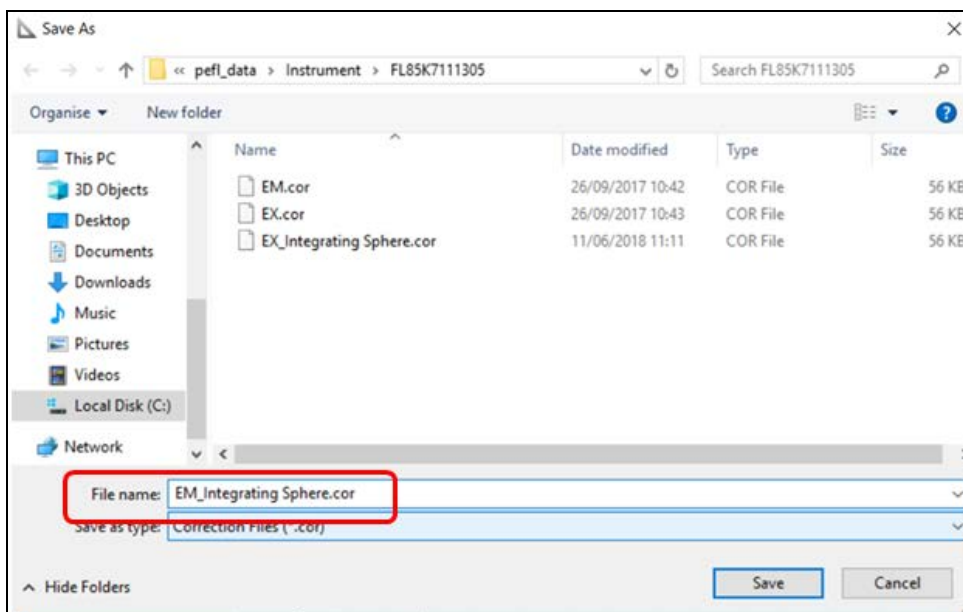 Save As
« pefl_data > Instrument > FL85K7111305 Search FL85K7111305
Organise New folder
Name Date modified Type Size
This PC
3D Objects EM.cor 26/09/2017 10:42 COR File 56 KB
Desktop EX.cor 26/09/2017 10:43 COR File 56 KB
Documents EX_Integrating Sphere.cor 11/06/2018 11:11 COR File 56 KB
Downloads
Music
Pictures
Videos
Local Disk (C:)
Network
File name: EM_Integrating Sphere.cor
Save as type: Correction Files (*.cor)
Hide Folders Save Cancel